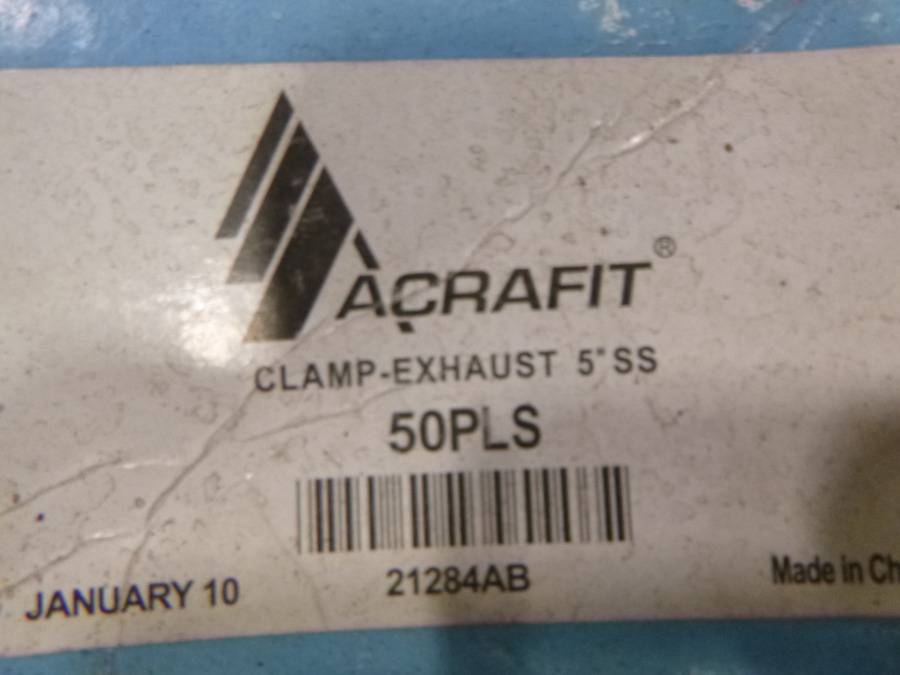 ACRAFIT®
CLAMP-EXHAUST 5" SS
50PLS
21284AB
JANUARY 10
Made in Ch